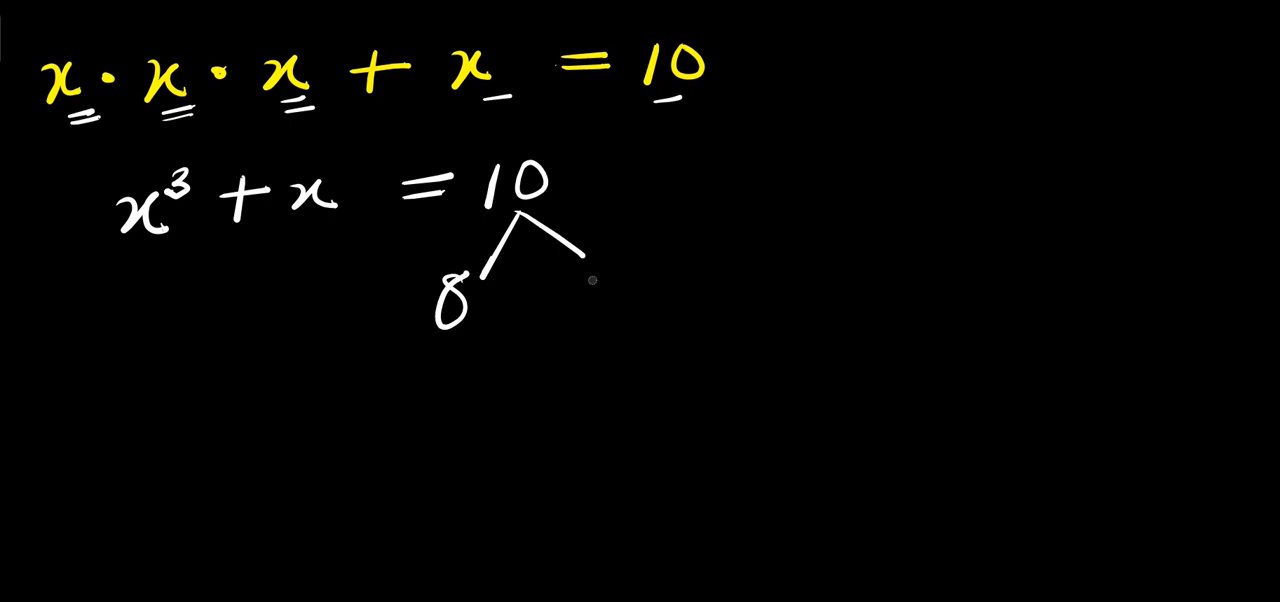 x · x · x + x = 10
x³ + x = 10
8